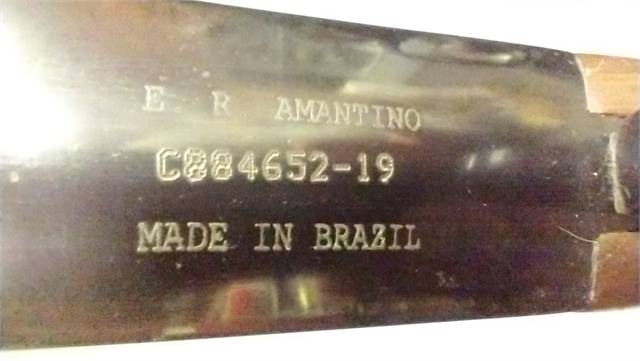 E R AMANTINO
C884652-19
MADE IN BRAZIL